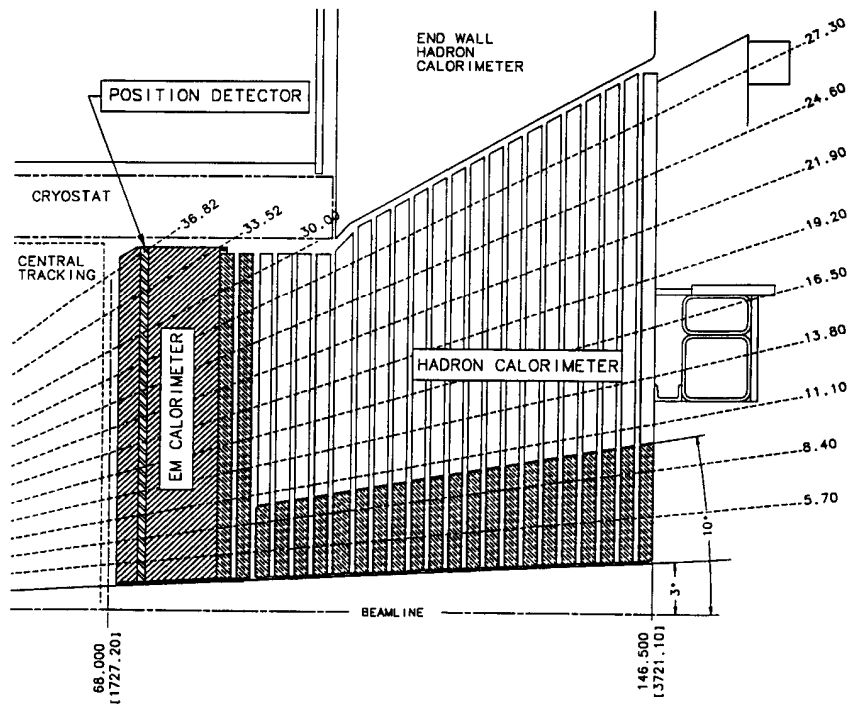 END WALL
HADRON
CALORIMETER
27.30
POSITION DETECTOR
24.60
21.90
CRYOSTAT
36.82
33.52
30.00
19.20
CENTRAL
TRACKING
16.50
EM CALORIMETER
HADRON CALORIMETER
13.80
11.10
8.40
5.70
10°
3°
BEAMLINE
68.000
[1727.20]
146.500
[3721.10]